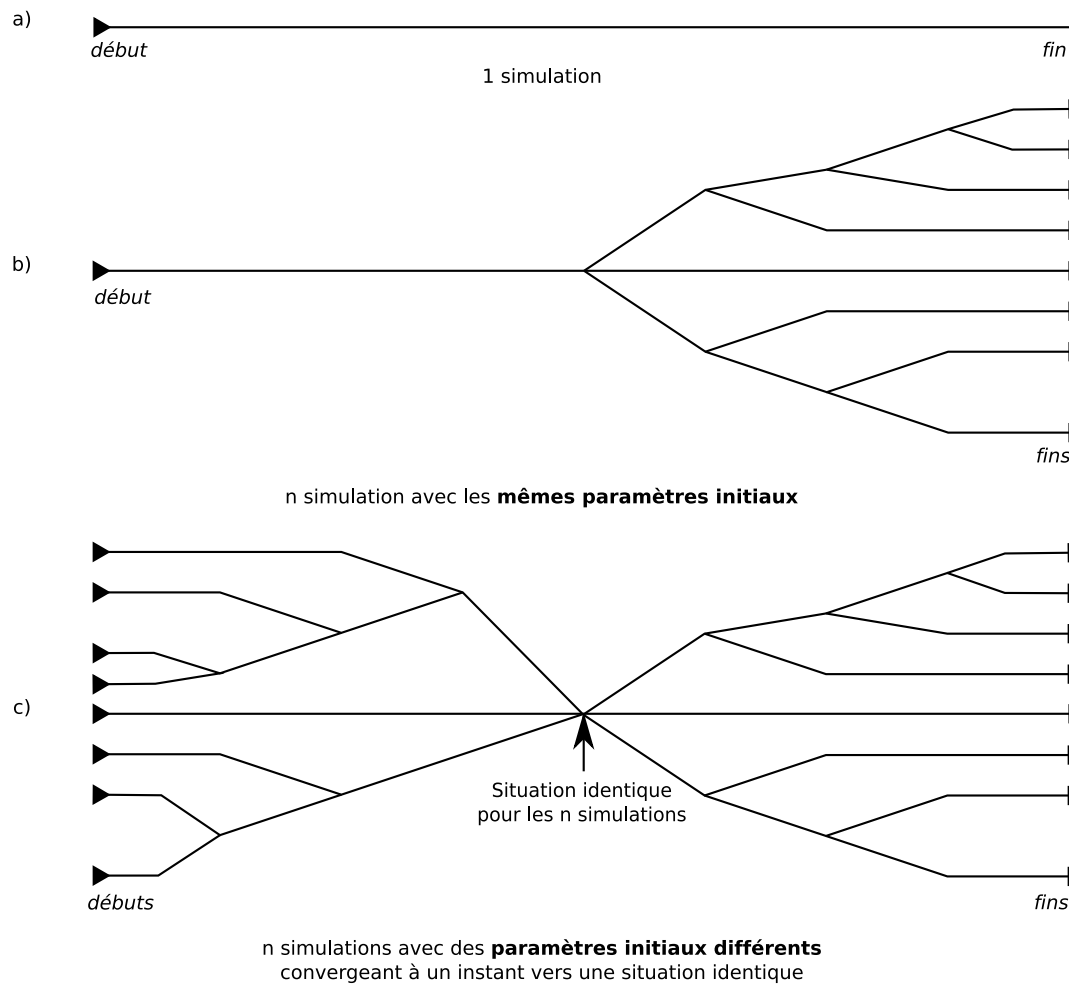 a)
début
fin
1 simulation
b)
début
fins
n simulation avec les mêmes paramètres initiaux
c)
Situation identique
pour les n simulations
débuts
fins
n simulations avec des paramètres initiaux différents
convergeant à un instant vers une situation identique